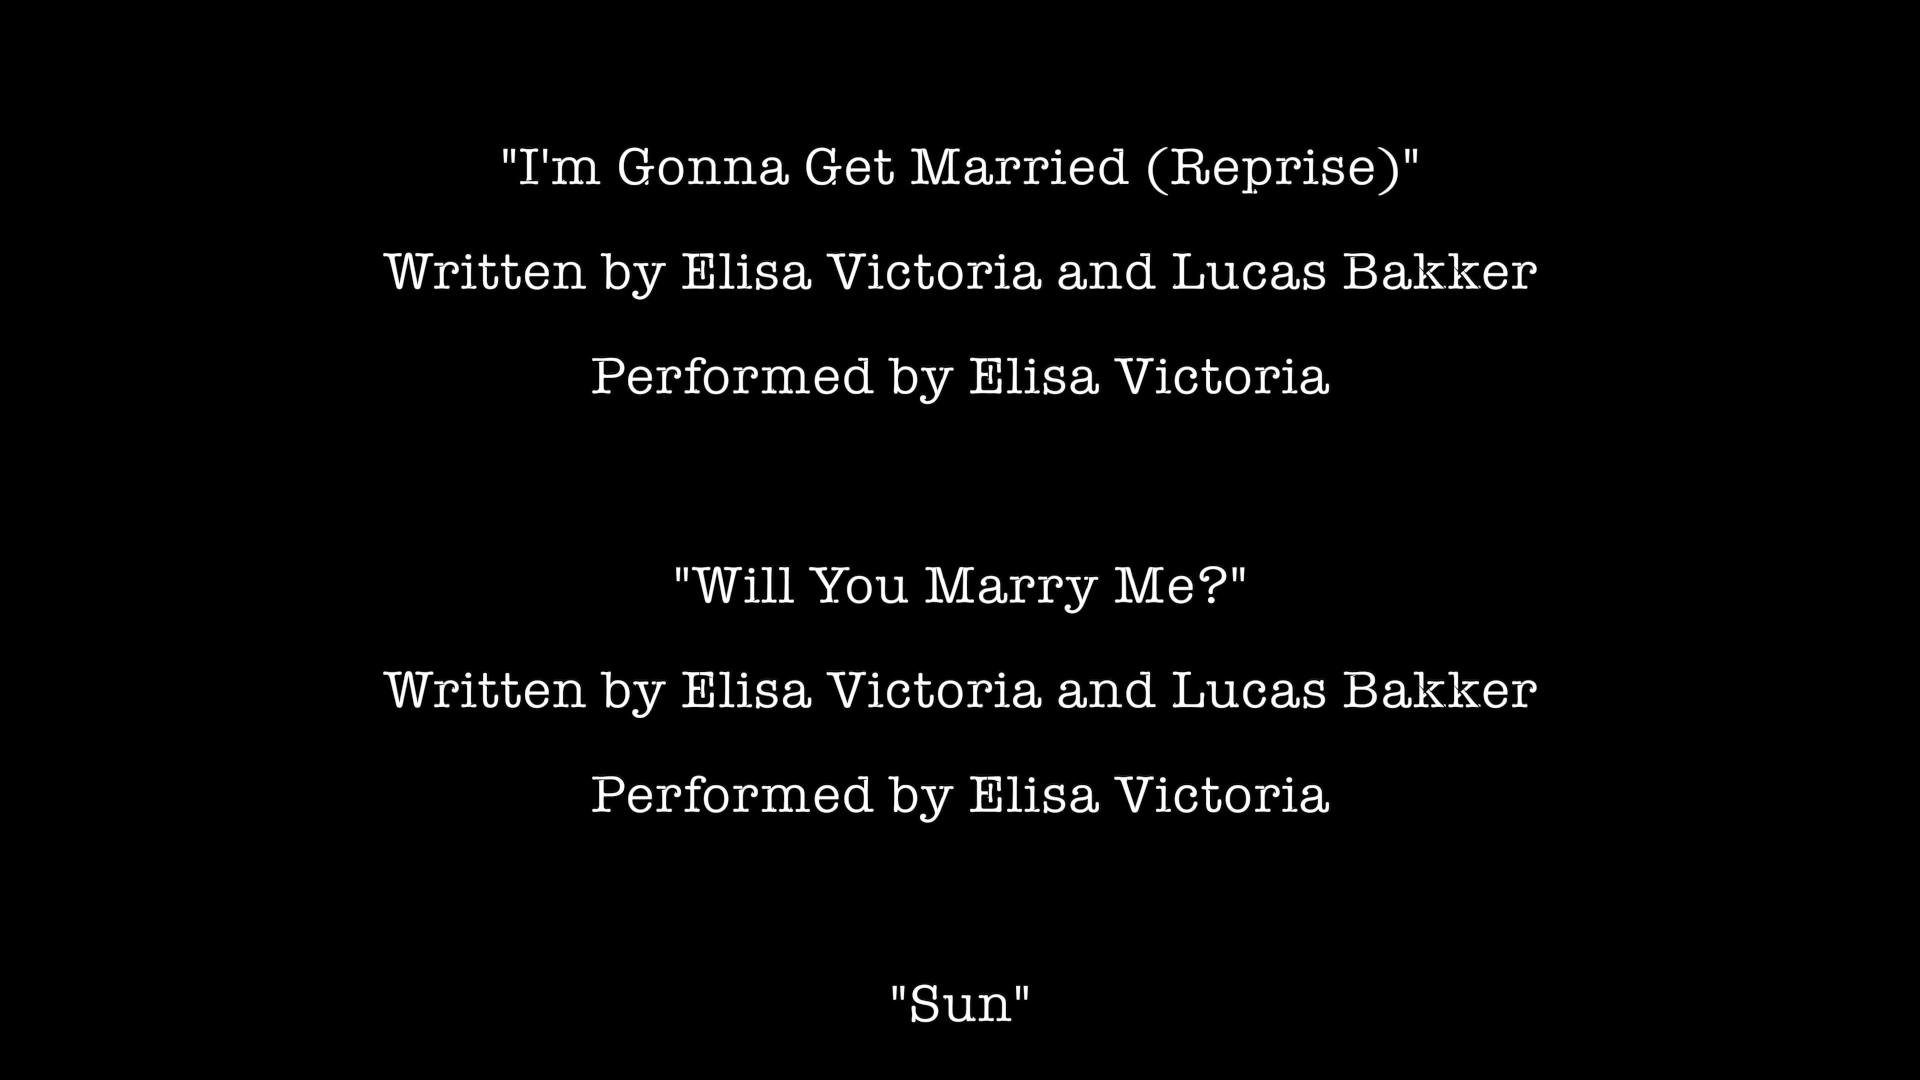 "I'm Gonna Get Married (Reprise)"
Written by Elisa Victoria and Lucas Bakker
Performed by Elisa Victoria
"Will You Marry Me?"
Written by Elisa Victoria and Lucas Bakker
Performed by Elisa Victoria
"Sun"